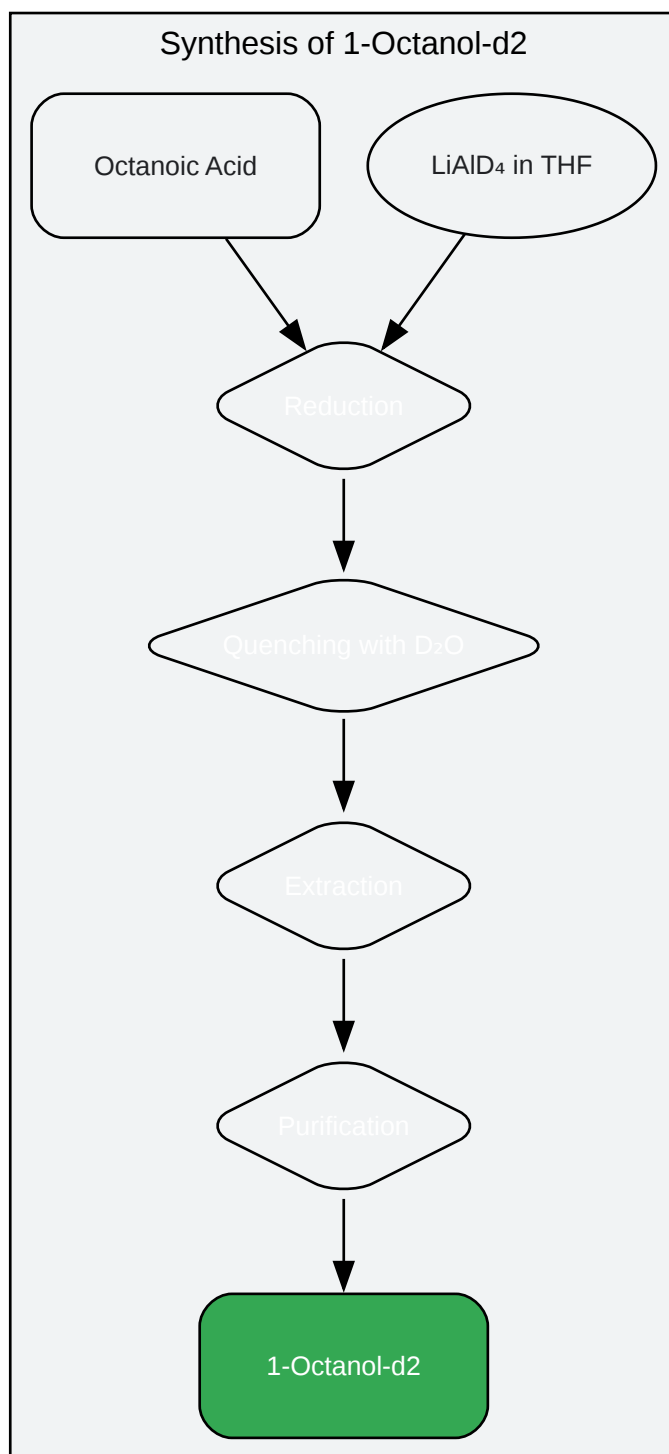 Synthesis of 1-Octanol-d2
Octanoic Acid
LiAlD₄ in THF
Reduction
Quenching with D₂O
Extraction
Purification
1-Octanol-d2